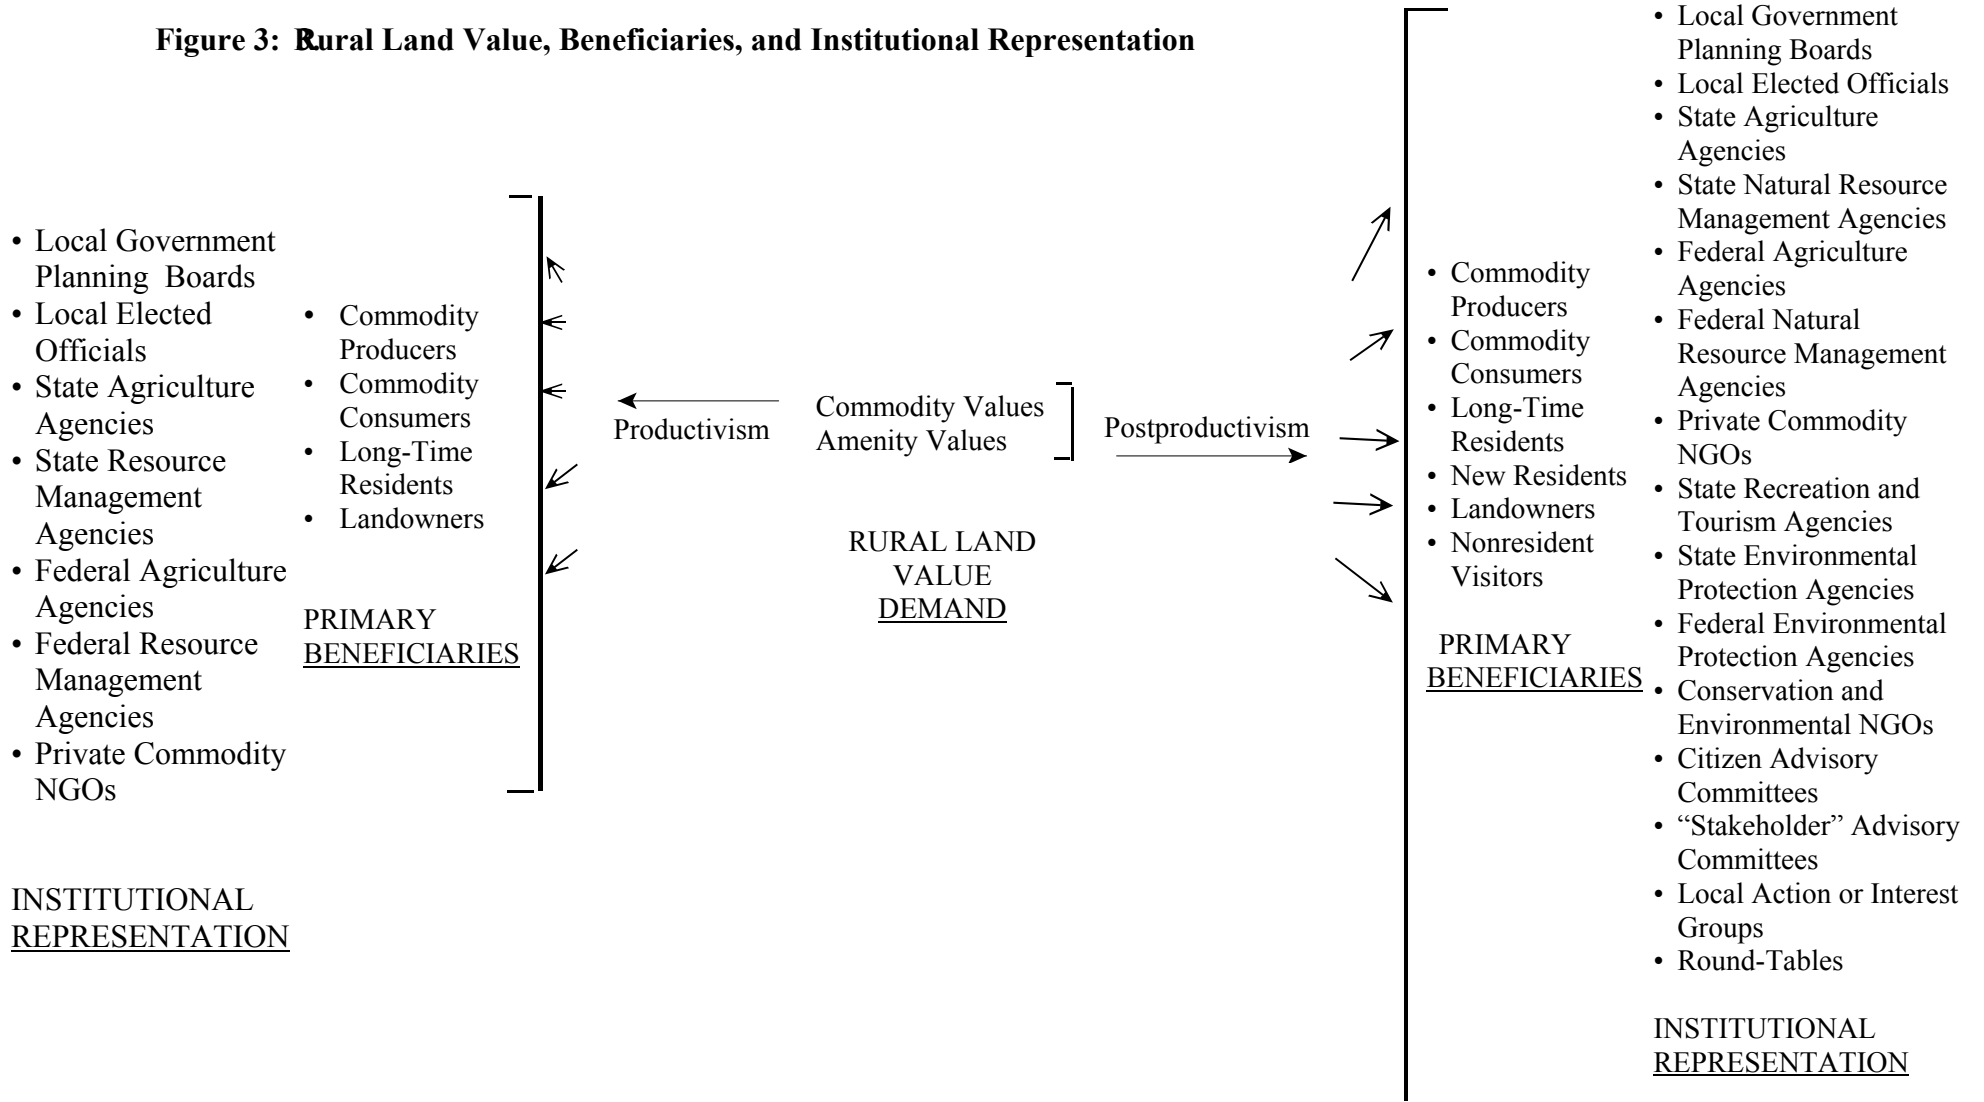 Figure 3: Rural Land Value, Beneficiaries, and Institutional Representation
• Local Government
Planning Boards
• Local Elected
Officials
• State Agriculture
Agencies
• State Resource
Management
Agencies
• Federal Agriculture
Agencies
• Federal Resource
Management
Agencies
• Private Commodity
NGOs
INSTITUTIONAL
REPRESENTATION
• Commodity
Producers
• Commodity
Consumers
• Long-Time
Residents
• Landowners
PRIMARY
BENEFICIARIES
Productivism
Commodity Values
Amenity Values
RURAL LAND
VALUE
DEMAND
Postproductivism
• Commodity
Producers
• Commodity
Consumers
• Long-Time
Residents
• New Residents
• Landowners
• Nonresident
Visitors
PRIMARY
BENEFICIARIES
• Local Government
Planning Boards
• Local Elected Officials
• State Agriculture
Agencies
• State Natural Resource
Management Agencies
• Federal Agriculture
Agencies
• Federal Natural
Resource Management
Agencies
• Private Commodity
NGOs
• State Recreation and
Tourism Agencies
• State Environmental
Protection Agencies
• Federal Environmental
Protection Agencies
• Conservation and
Environmental NGOs
• Citizen Advisory
Committees
• “Stakeholder” Advisory
Committees
• Local Action or Interest
Groups
• Round-Tables
INSTITUTIONAL
REPRESENTATION